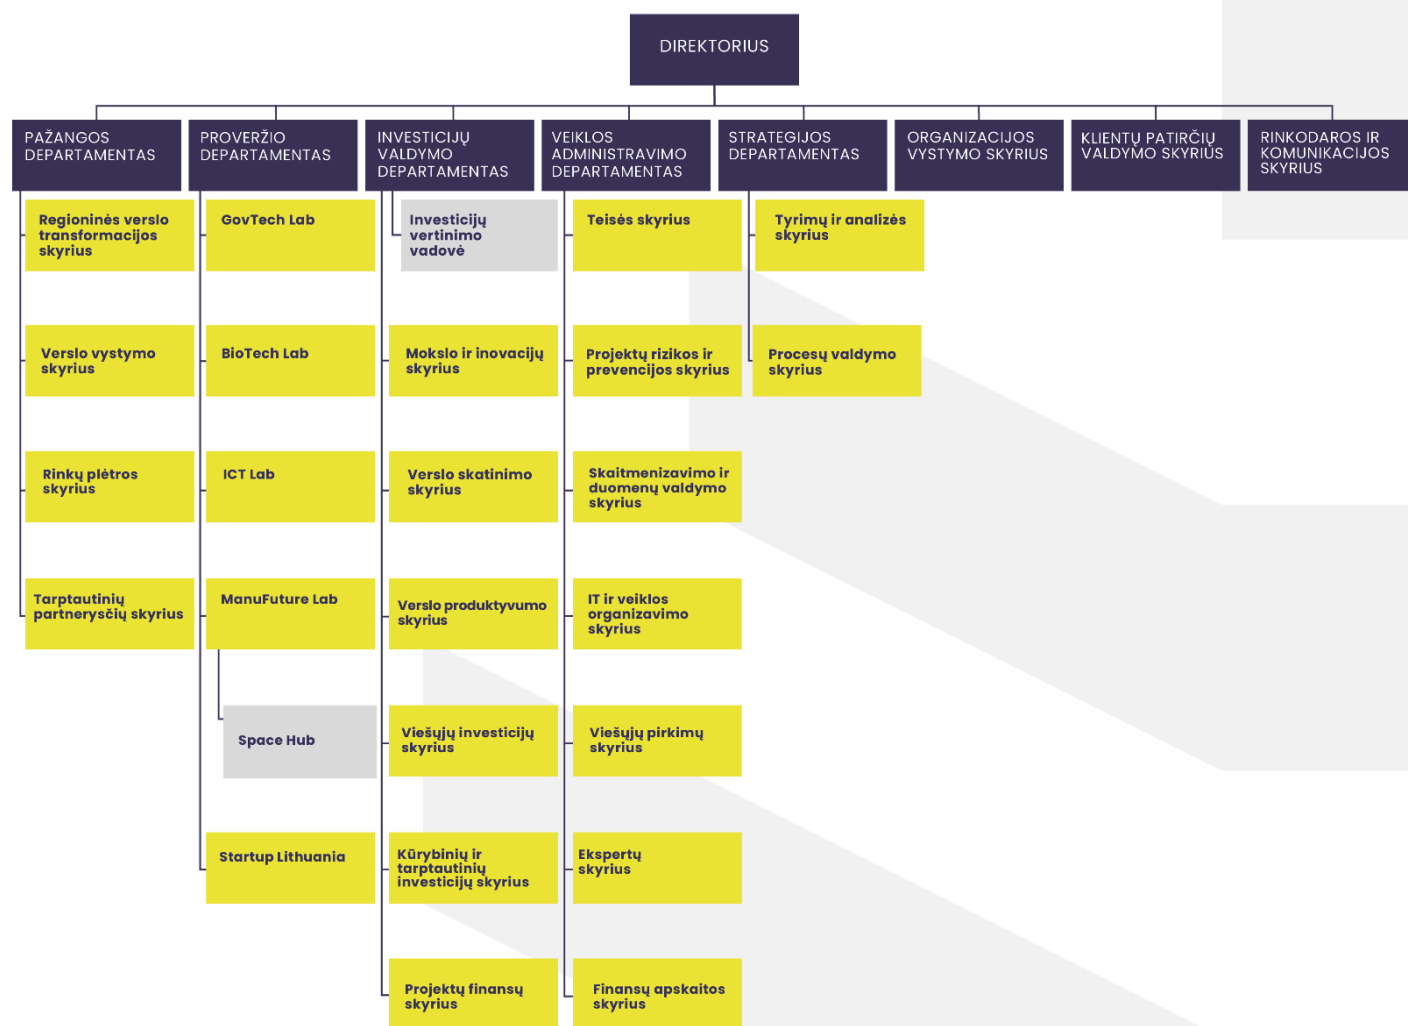 DIREKTORIUS
PAŽANGOS
DEPARTAMENTAS
PROVERŽIO
DEPARTAMENTAS
INVESTICIJŲ
VALDYMO
DEPARTAMENTAS
VEIKLOS
ADMINISTRAVIMO
DEPARTAMENTAS
STRATEGIJOS
DEPARTAMENTAS
ORGANIZACIJOS
VYSTYMO SKYRIUS
KLIENTŲ PATIRČIŲ
VALDYMO SKYRIUS
RINKODAROS IR
KOMUNIKACIJOS
SKYRIUS
Regioninės verslo
transformacijos
skyrius
GovTech Lab
Investicijų
vertinimo
vadovė
Teisės skyrius
Tyrimų ir analizės
skyrius
Verslo vystymo
skyrius
BioTech Lab
Mokslo ir inovacijų
skyrius
Projektų rizikos ir
prevencijos skyrius
Procesų valdymo
skyrius
Rinkų plėtros
skyrius
ICT Lab
Verslo skatinimo
skyrius
Skaitmenizavimo ir
duomenų valdymo
skyrius
Tarptautinių
partnerysčių skyrius
ManuFuture Lab
Verslo produktyvumo
skyrius
IT ir veiklos
organizavimo
skyrius
Space Hub
Viešųjų investicijų
skyrius
Viešųjų pirkimų
skyrius
Startup Lithuania
Kūrybinių ir
tarptautinių
investicijų skyrius
Ekspertų
skyrius
Projektų finansų
skyrius
Finansų apskaitos
skyrius